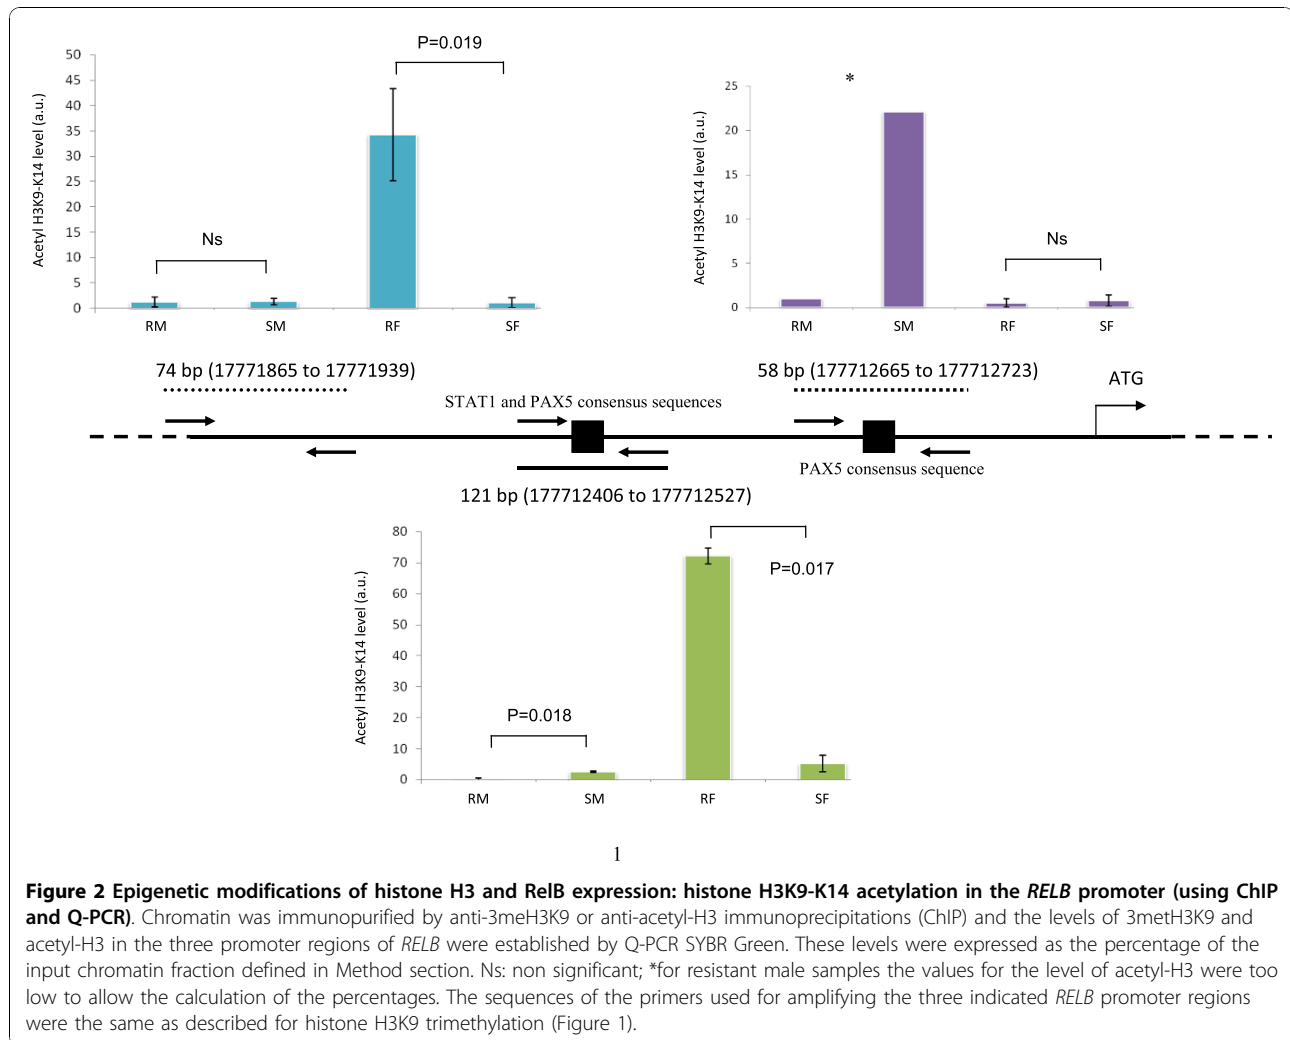 P=0.019
50
45
40
35
30
25
20
15
10
5
0
Acetyl H3K9-K14 level (a.u.)
Ns
RM SM RF SF
*
25
20
15
10
5
0
Acetyl H3K9-K14 level (a.u.)
Ns
RM SM RF SF
74 bp (17771865 to 17771939)
58 bp (177712665 to 177712723)
ATG
STAT1 and PAX5 consensus sequences
PAX5 consensus sequence
121 bp (177712406 to 177712527)
80
70
60
50
40
30
20
10
0
Acetyl H3K9-K14 level (a.u.)
P=0.017
P=0.018
RM SM RF SF
1
Figure 2 Epigenetic modifications of histone H3 and RelB expression: histone H3K9-K14 acetylation in the RELB promoter (using ChIP
and Q-PCR). Chromatin was immunopurified by anti-3meH3K9 or anti-acetyl-H3 immunoprecipitations (ChIP) and the levels of 3metH3K9 and
acetyl-H3 in the three promoter regions of RELB were established by Q-PCR SYBR Green. These levels were expressed as the percentage of the
input chromatin fraction defined in Method section. Ns: non significant; *for resistant male samples the values for the level of acetyl-H3 were too
low to allow the calculation of the percentages. The sequences of the primers used for amplifying the three indicated RELB promoter regions
were the same as described for histone H3K9 trimethylation (Figure 1).